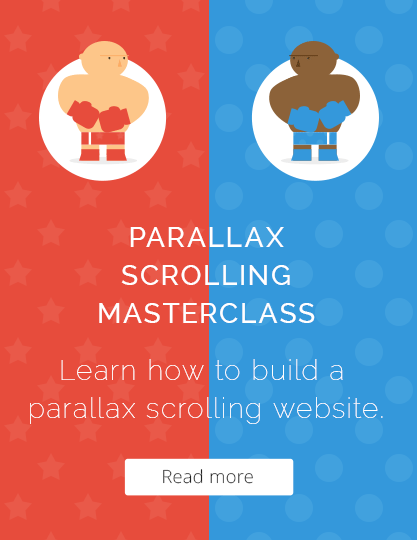 PARALLAX
SCROLLING
MASTERCLASS
Learn how to build a
parallax scrolling website.
Read more